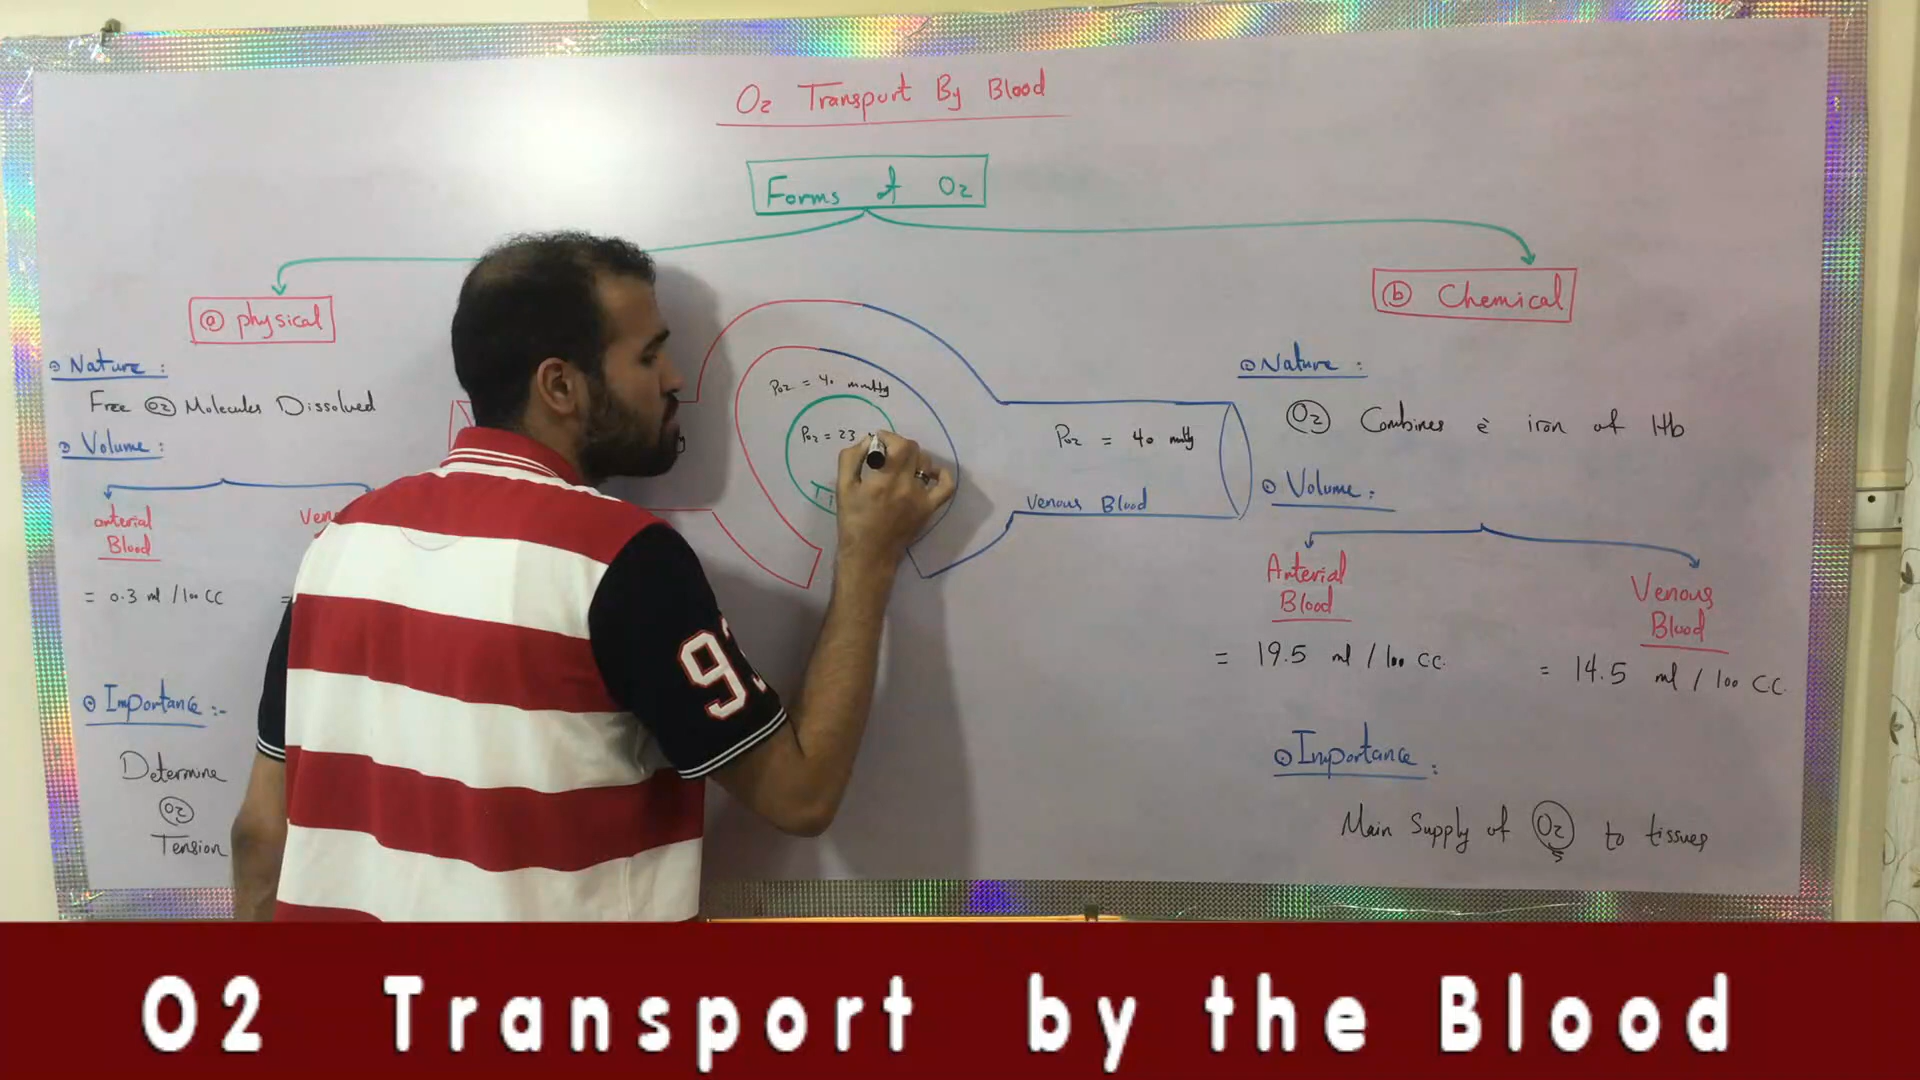 O2 Transport By Blood
Forms of O2
ⓐ physical
⊙ Nature :
Free O2 Molecules Dissolved
⊙ Volume :
arterial
Blood
= 0.3 ml / 100 CC
=
⊙ Importance :-
Determine
O2
Tension
PO2 = 40 mmHg
PO2 = 23
PO2 = 40 mmHg
Venous Blood
ⓑ Chemical
⊙ Nature :
O2 Combines ē iron of Hb
⊙ Volume :
Arterial
Blood
= 19.5 ml / 100 C.C.
Venous
Blood
= 14.5 ml / 100 C.C.
⊙ Importance :
Main Supply of O2 to tissues
93
O2 Transport by the Blood